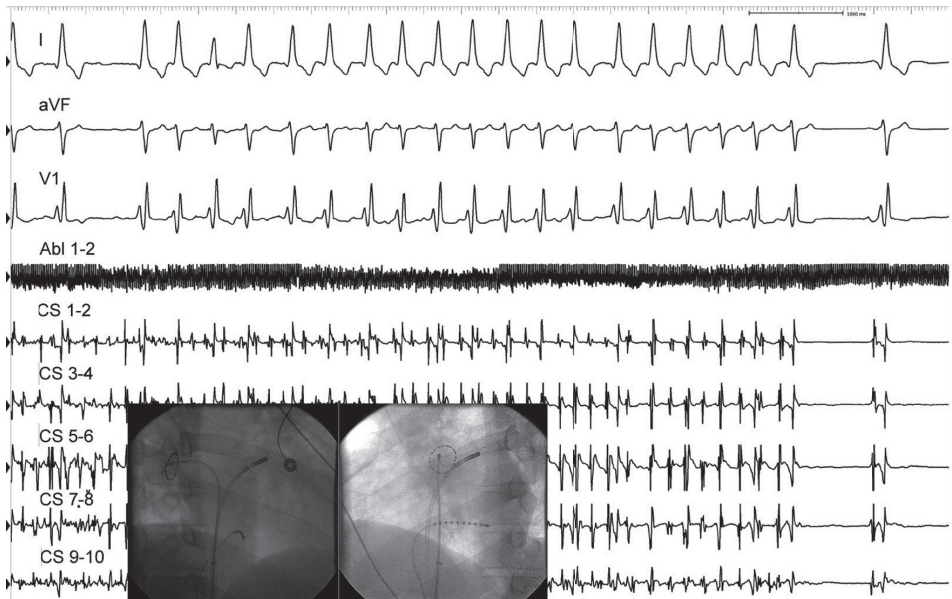 1000 ms
I
aVF
V1
Abl 1-2
CS 1-2
CS 3-4
CS 5-6
CS 7-8
CS 9-10